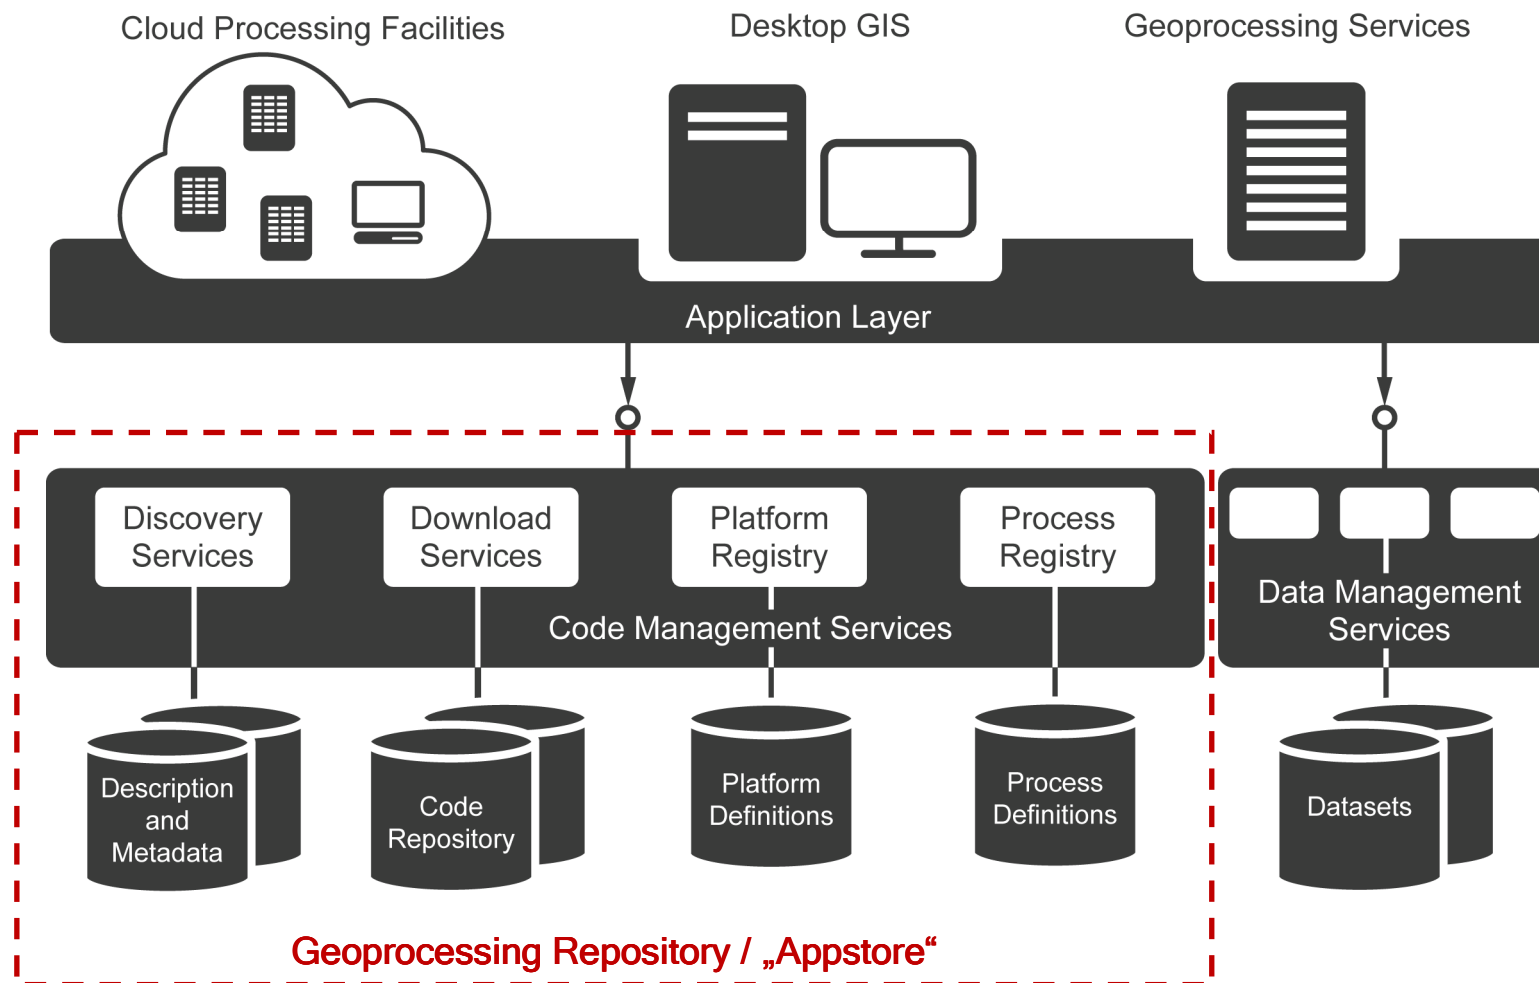 Cloud Processing Facilities
Desktop GIS
Geoprocessing Services
Application Layer
Discovery
Services
Download
Services
Platform
Registry
Process
Registry
Code Management Services
Data Management
Services
Description
and
Metadata
Code
Repository
Platform
Definitions
Process
Definitions
Datasets
Geoprocessing Repository / „Appstore“